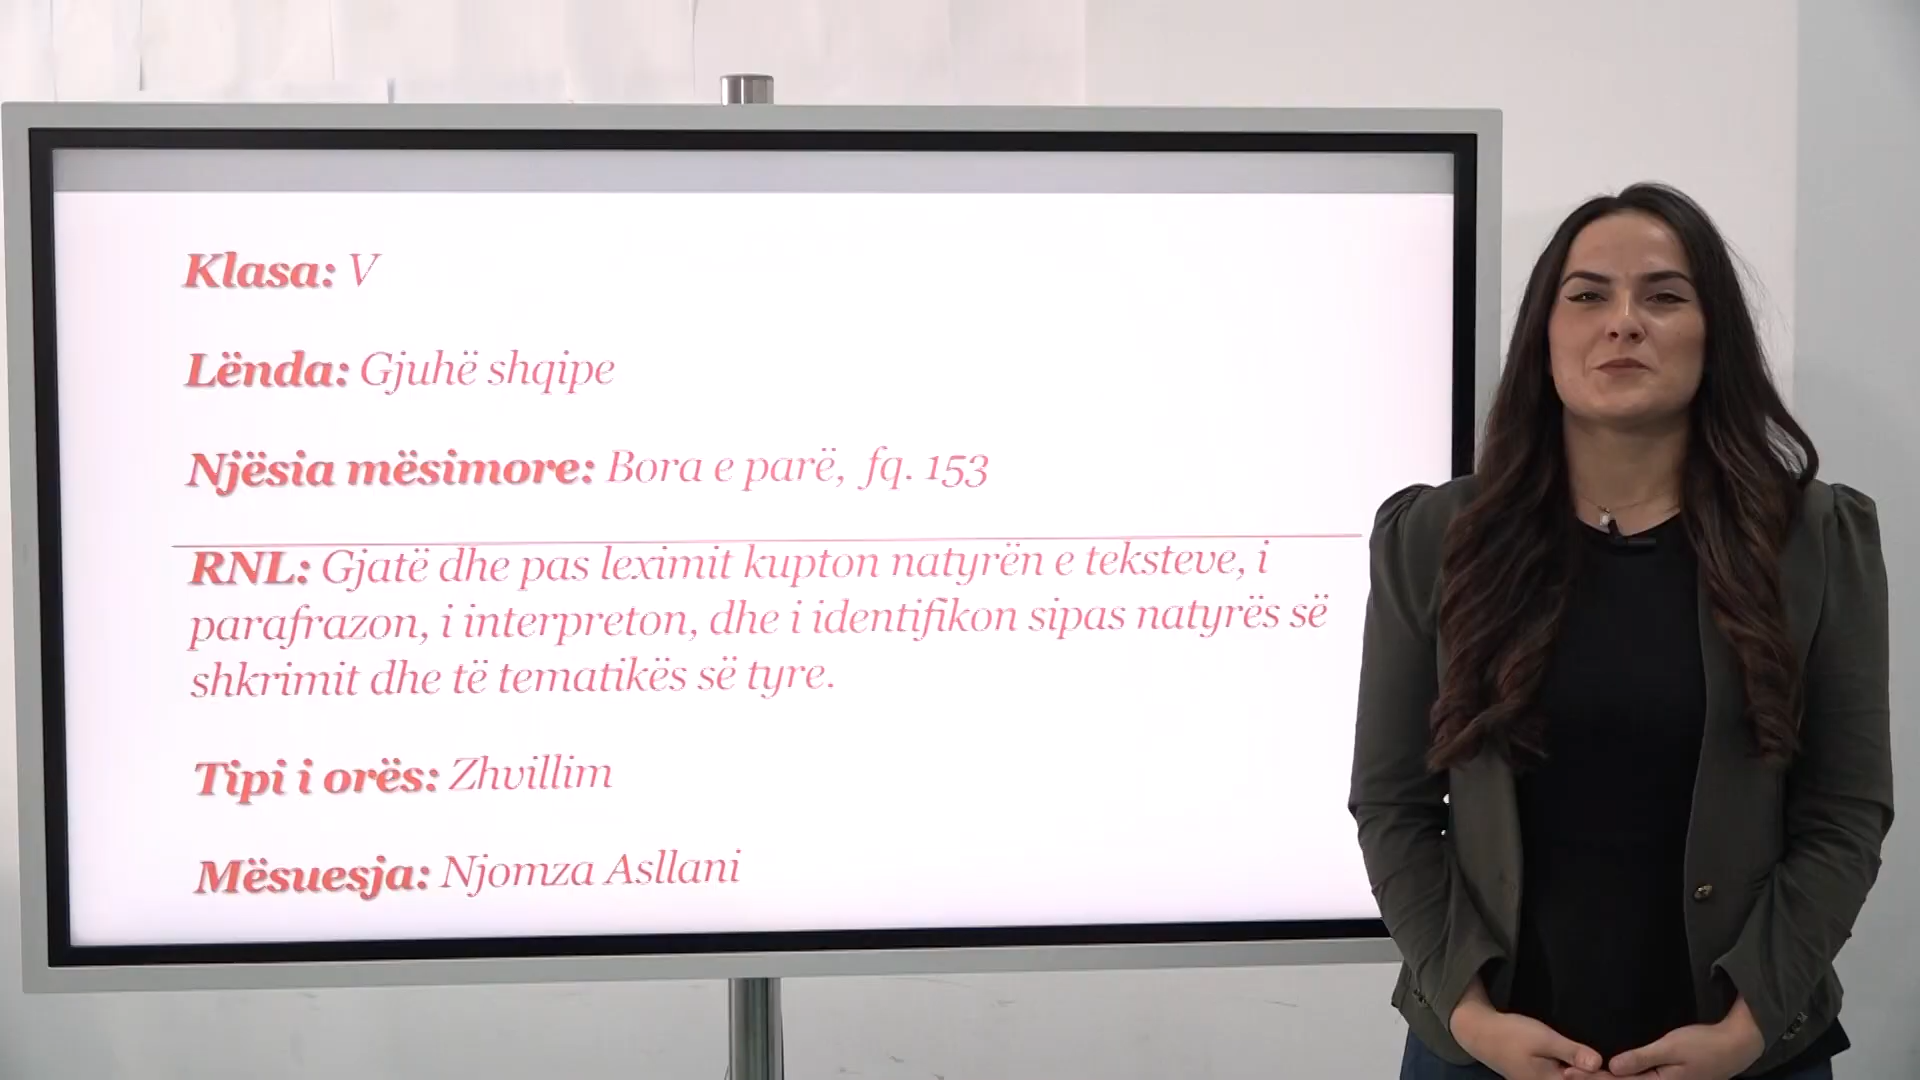 Klasa: V
Lënda: Gjuhë shqipe
Njësia mësimore: Bora e parë, fq. 153
RNL: Gjatë dhe pas leximit kupton natyrën e teksteve, i
parafrazon, i interpreton, dhe i identifikon sipas natyrës së
shkrimit dhe të tematikës së tyre.
Tipi i orës: Zhvillim
Mësuesja: Njomza Asllani